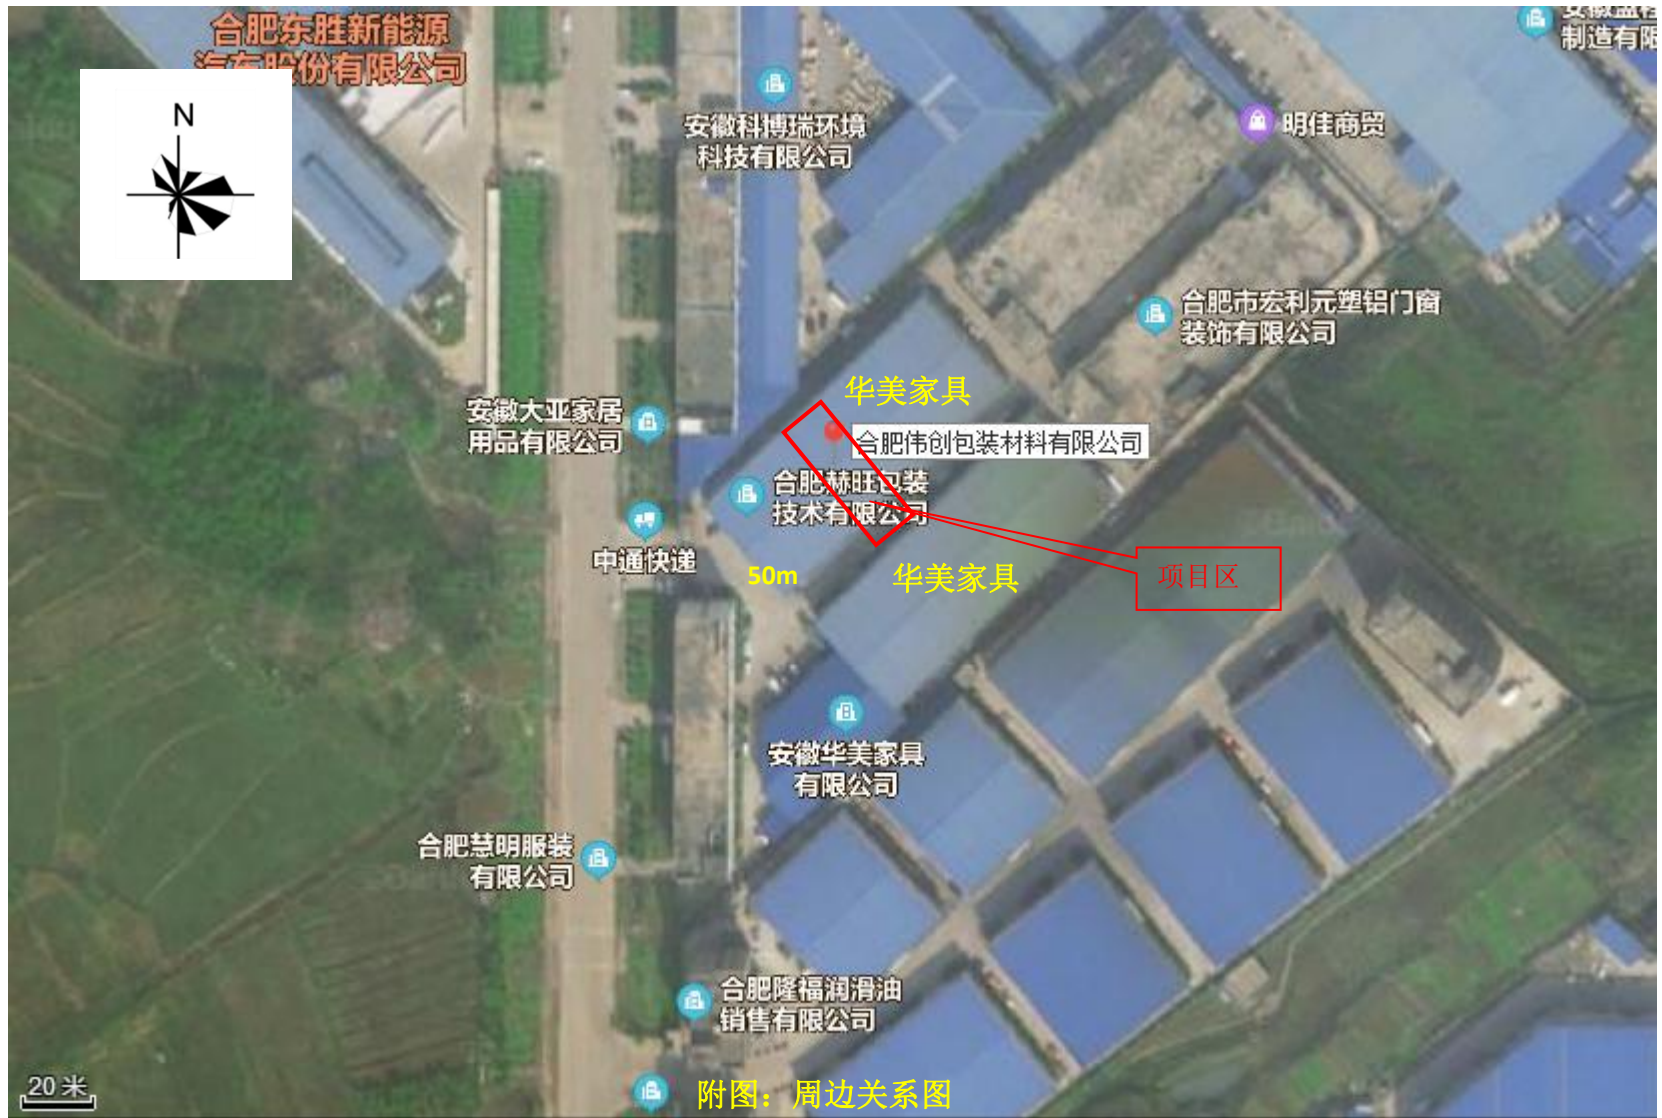 合肥东胜新能源
汽车股份有限公司
N
安徽科博瑞环境
科技有限公司
制造有限
明佳商贸
合肥市宏利元塑铝门窗
装饰有限公司
华美家具
安徽大亚家居
用品有限公司
合肥伟创包装材料有限公司
合肥赫旺包装
技术有限公司
中通快递
50m
华美家具
项目区
安徽华美家具
有限公司
合肥慧明服装
有限公司
合肥隆福润滑油
销售有限公司
20 米
附图：周边关系图